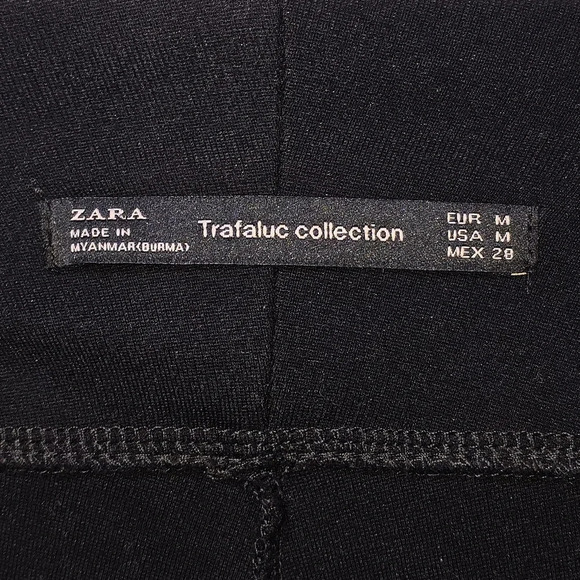 ZARA
MADE IN
MYANMAR(BURMA)
Trafaluc collection
EUR M
USA M
MEX 28